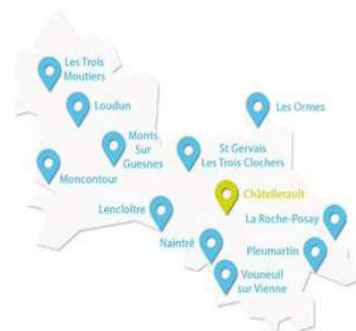 Les Trois
Moutiers
Loudun
Les Ormes
Monts
Sur
Guesnes
St Gervais
Les Trois Clochers
Moncontour
Châtellerault
Lencloître
La Roche-Posay
Naintré
Pleumartin
Vouneuil
sur Vienne